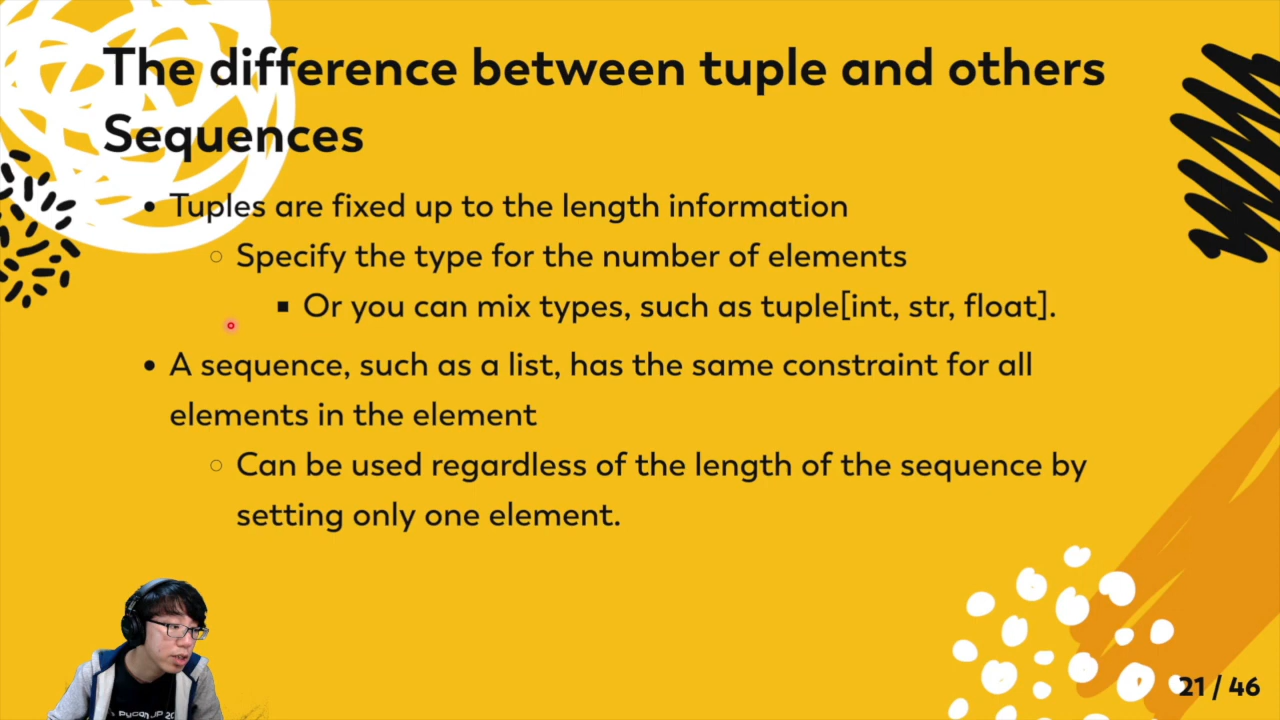 The difference between tuple and others
Sequences
Tuples are fixed up to the length information
Specify the type for the number of elements
Or you can mix types, such as tuple[int, str, float].
A sequence, such as a list, has the same constraint for all
elements in the element
Can be used regardless of the length of the sequence by
setting only one element.
PyCon JP 20
21 / 46